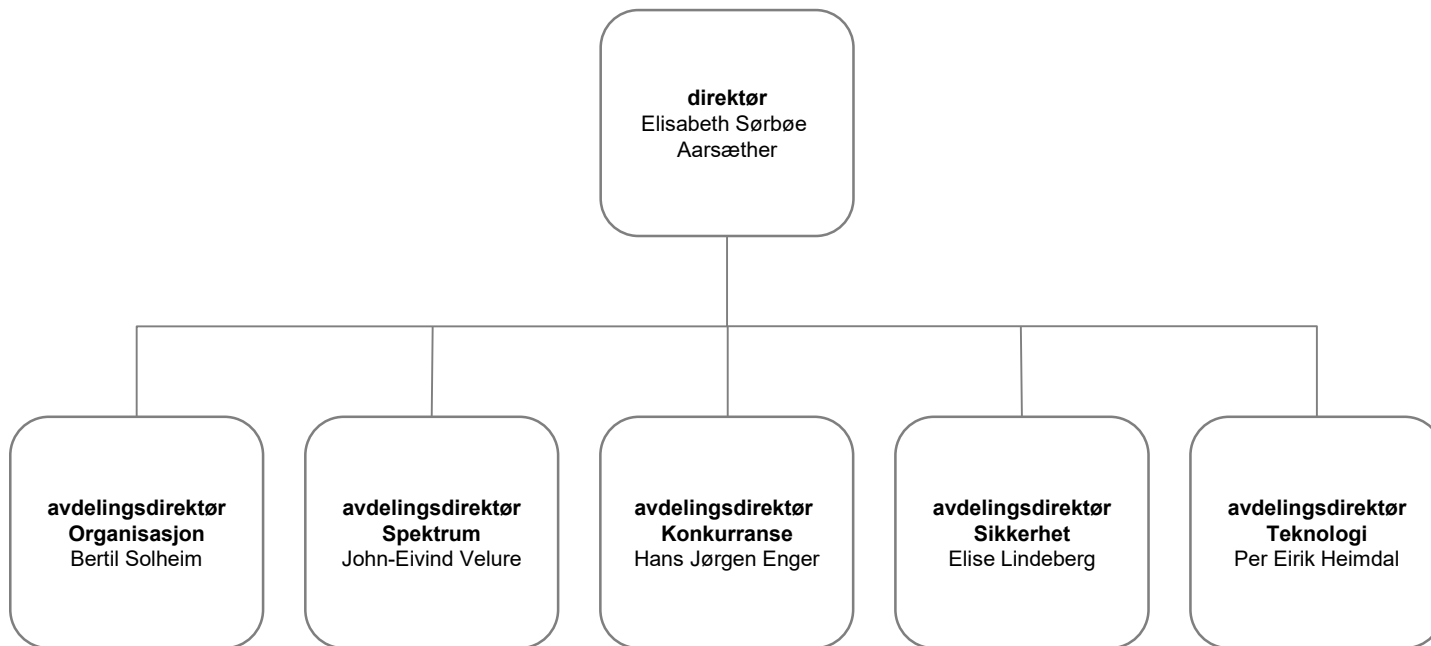 direktør
Elisabeth Sørbøe
Aarsæther
avdelingsdirektør
Organisasjon
Bertil Solheim
avdelingsdirektør
Spektrum
John-Eivind Velure
avdelingsdirektør
Konkurranse
Hans Jørgen Enger
avdelingsdirektør
Sikkerhet
Elise Lindeberg
avdelingsdirektør
Teknologi
Per Eirik Heimdal